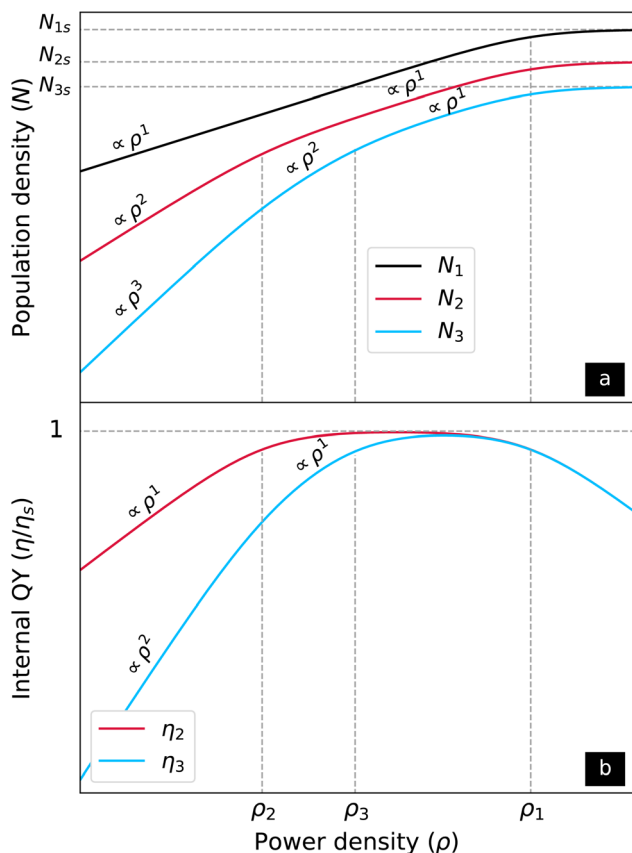 N₁ₛ
N₂ₛ
N₃ₛ
Population density (N)
∝ ρ¹
∝ ρ¹
∝ ρ¹
∝ ρ²
∝ ρ²
∝ ρ³
N₁
N₂
N₃
a
1
Internal QY (η/ηₛ)
∝ ρ¹
∝ ρ¹
∝ ρ²
η₂
η₃
b
ρ₂
ρ₃
ρ₁
Power density (ρ)